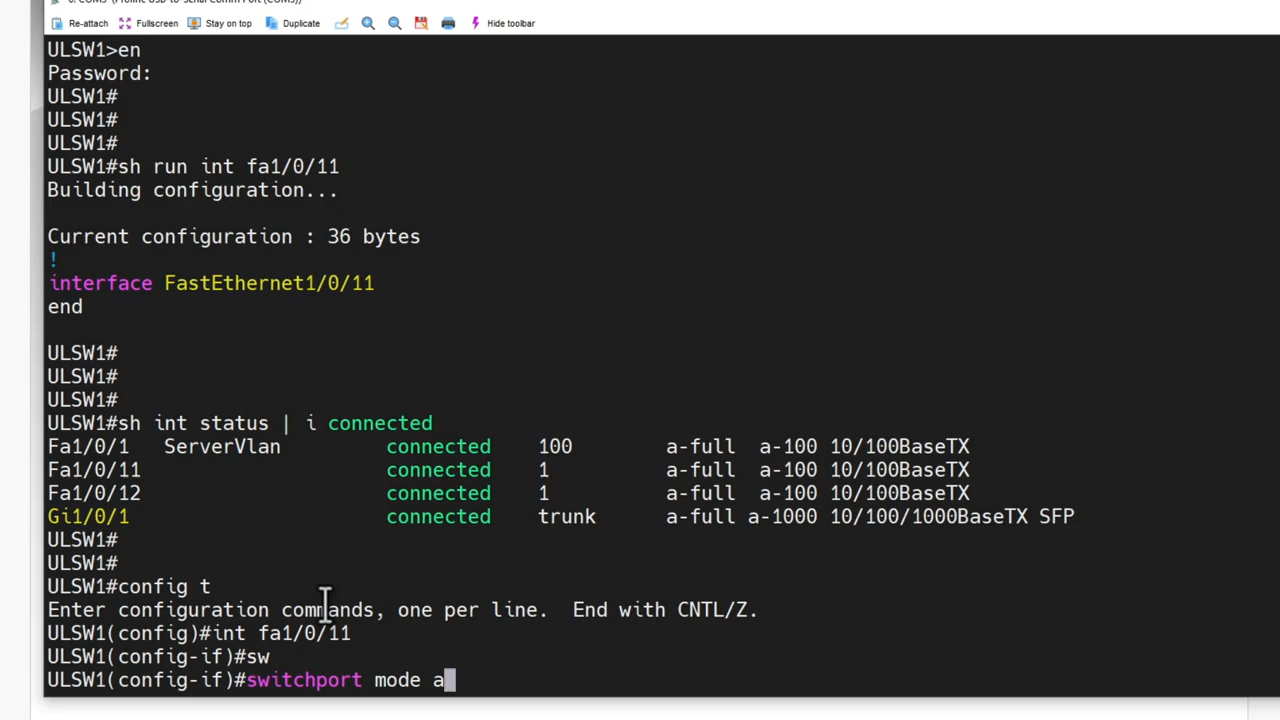 Re-attach Fullscreen Stay on top Duplicate Hide toolbar
ULSW1>en
Password:
ULSW1#
ULSW1#
ULSW1#
ULSW1#sh run int fa1/0/11
Building configuration...
Current configuration : 36 bytes
!
interface FastEthernet1/0/11
end
ULSW1#
ULSW1#
ULSW1#
ULSW1#sh int status | i connected
Fa1/0/1 ServerVlan connected 100 a-full a-100 10/100BaseTX
Fa1/0/11 connected 1 a-full a-100 10/100BaseTX
Fa1/0/12 connected 1 a-full a-100 10/100BaseTX
Gi1/0/1 connected trunk a-full a-1000 10/100/1000BaseTX SFP
ULSW1#
ULSW1#
ULSW1#config t
Enter configuration commands, one per line. End with CNTL/Z.
ULSW1(config)#int fa1/0/11
ULSW1(config-if)#sw
ULSW1(config-if)#switchport mode a